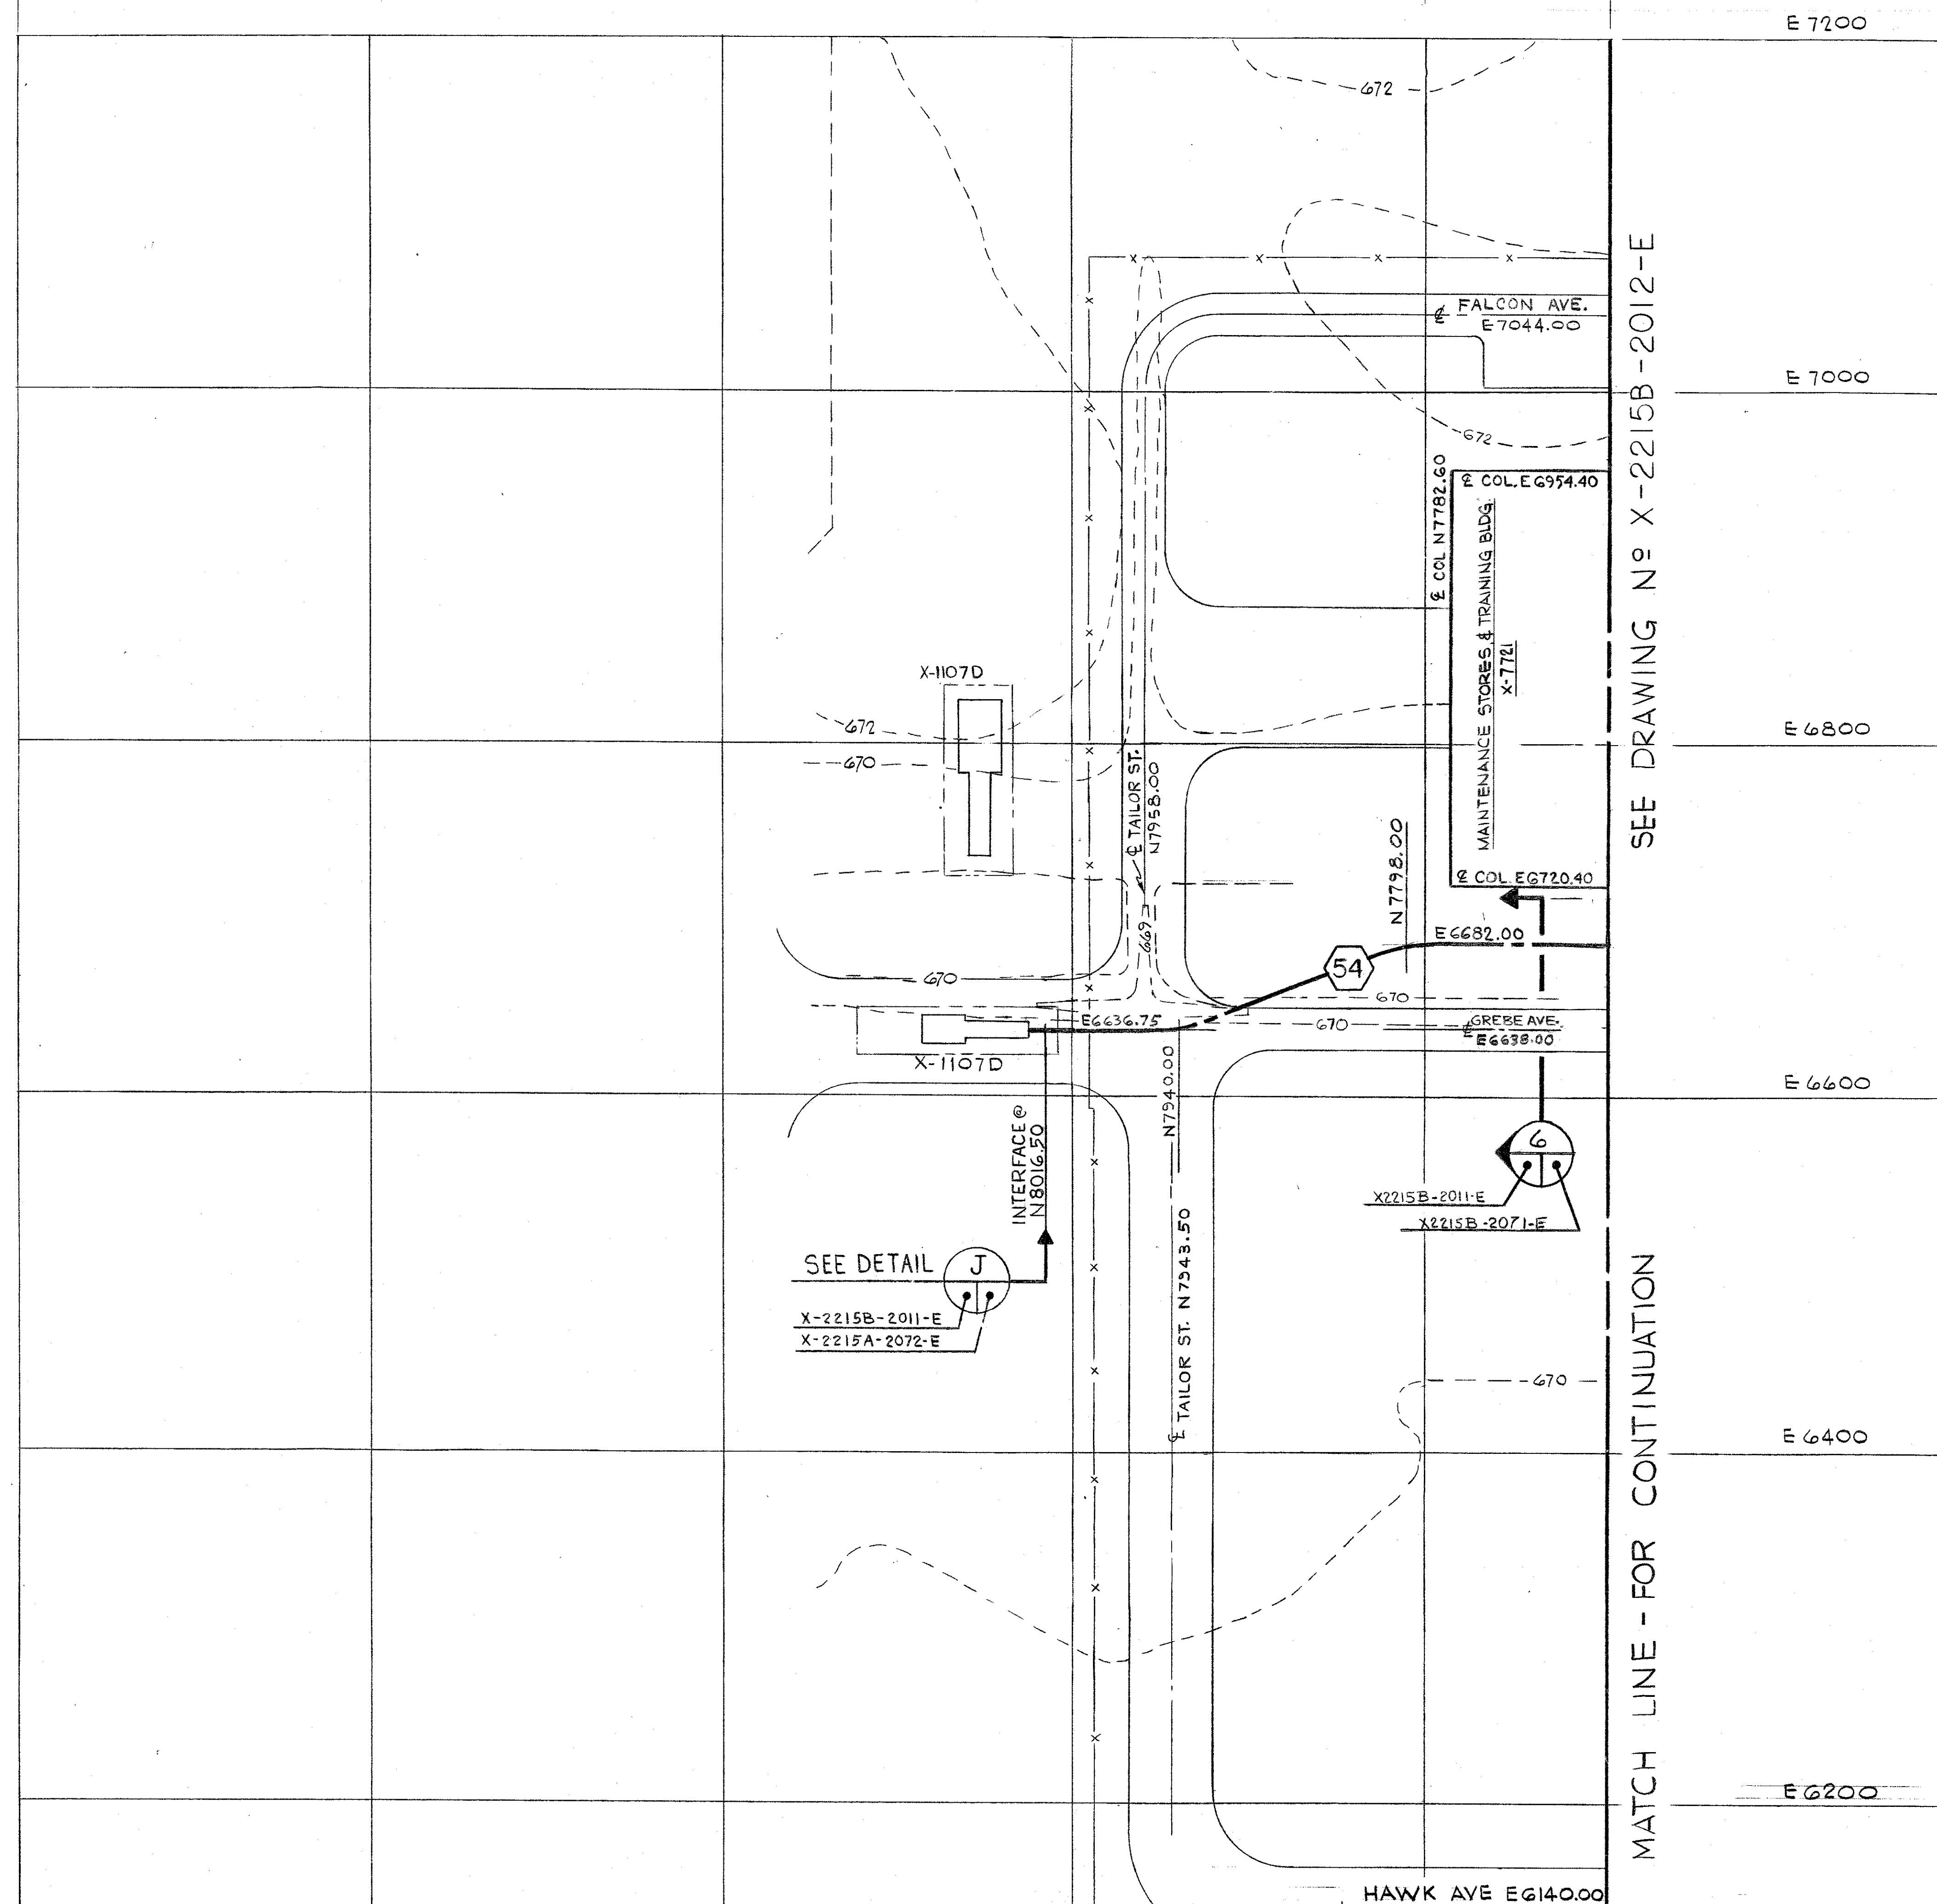 E 7200
672
℄ FALCON AVE.
E 7044.00
E 7000
672
℄ COL. E6954.40
℄ COL N7782.60
MAINTENANCE STORES & TRAINING BLDG.
X-7721
SEE DRAWING Nº X-2215B-2012-E
X-1107D
672
670
E 6800
℄ TAILOR ST.
N7958.00
N7798.00
℄ COL. E6720.40
E6682.00
669
54
670
670
E6636.75
670
℄ GREBE AVE.
E6638.00
X-1107D
N7940.00
E 6600
INTERFACE @
N8016.50
6
X2215B-2011-E
X2215B-2071-E
SEE DETAIL J
X-2215B-2011-E
X-2215A-2072-E
℄ TAILOR ST. N7943.50
670
E 6400
MATCH LINE - FOR CONTINUATION
E 6200
HAWK AVE E6140.00